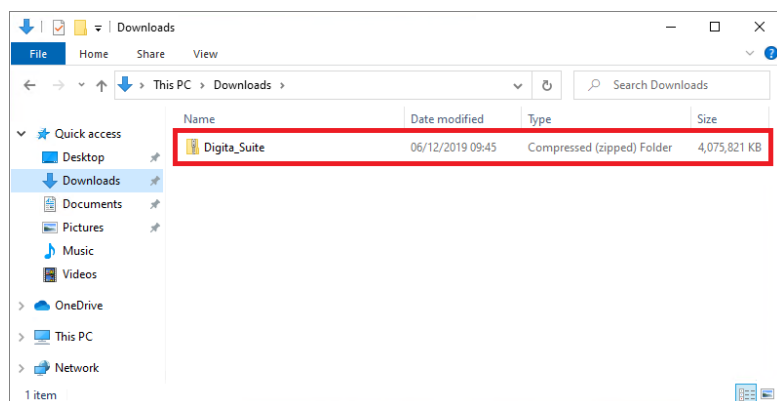 Downloads
File Home Share View
This PC > Downloads > Search Downloads
Name Date modified Type Size
Quick access
Digita_Suite 06/12/2019 09:45 Compressed (zipped) Folder 4,075,821 KB
Desktop
Downloads
Documents
Pictures
Music
Videos
OneDrive
This PC
Network
1 item